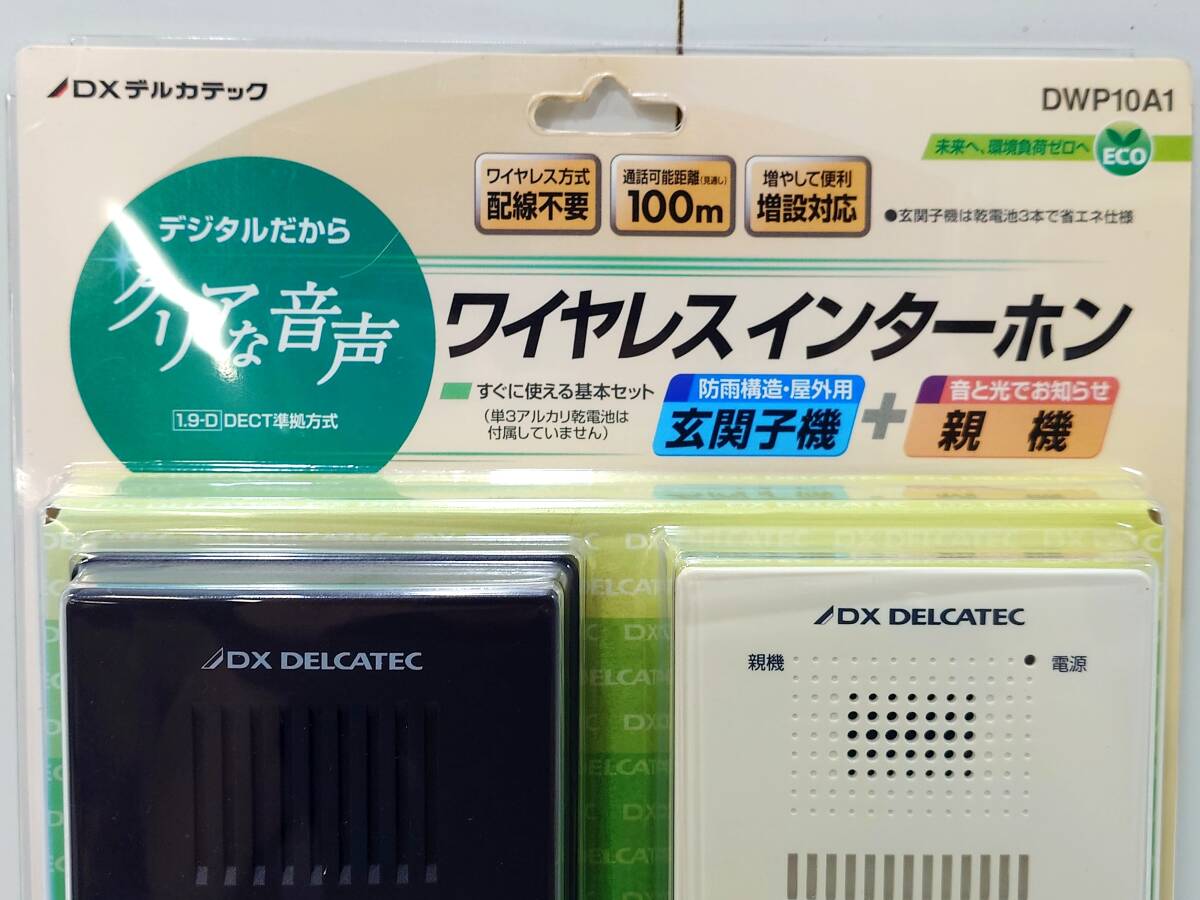 DXデルカテック
DWP10A1
未来へ、環境負荷ゼロへ
ECO
ワイヤレス方式
配線不要
通話可能距離(見通し)
100m
増やして便利
増設対応
●玄関子機は乾電池3本で省エネ仕様
デジタルだから
クリアな音声
1.9-D DECT準拠方式
ワイヤレスインターホン
すぐに使える基本セット
(単3アルカリ乾電池は
付属していません)
防雨構造・屋外用
玄関子機
+
音と光でお知らせ
親 機
DX DELCATEC
DX DELCATEC
親機
電源